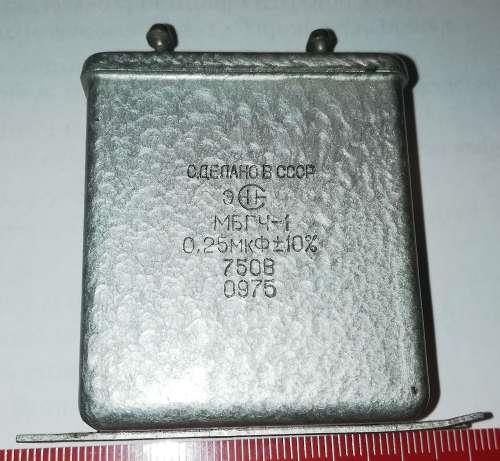 СДЕЛАНО В СССР
Э
МБГЧ-1
0,25мкФ±10%
750В
0975